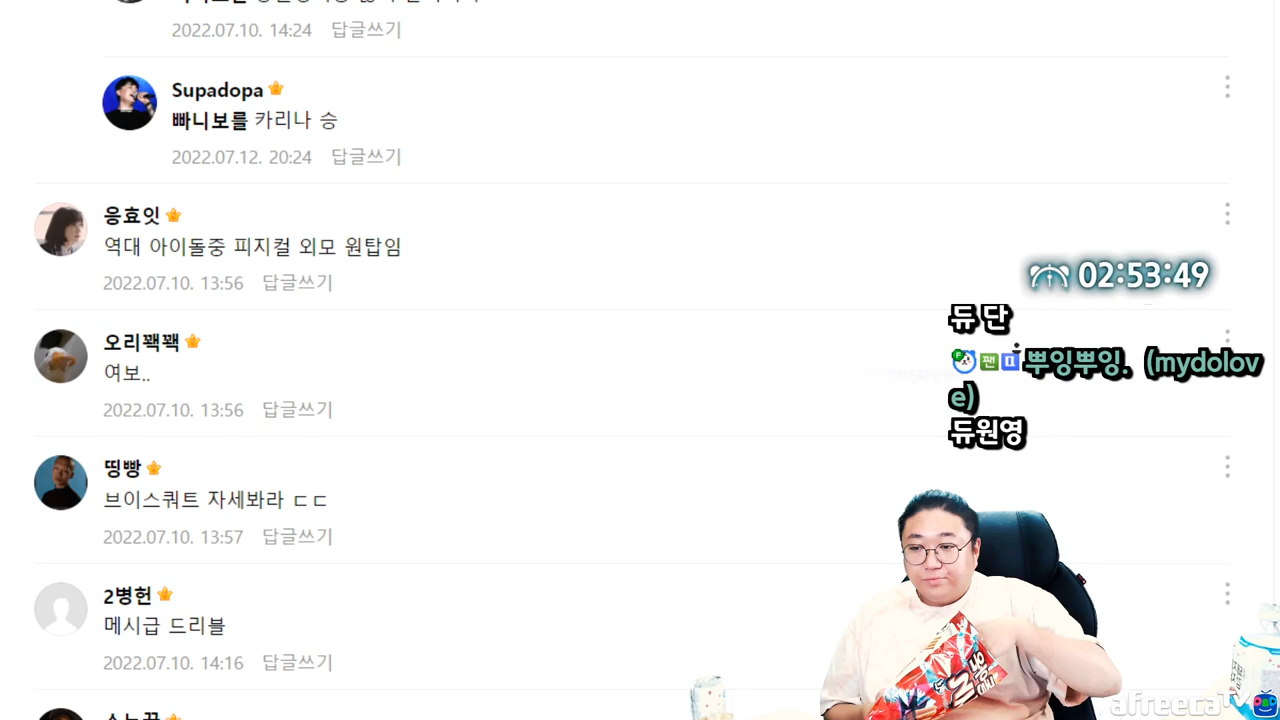 2022.07.10. 14:24 답글쓰기
Supadopa
빠니보를 카리나 승
2022.07.12. 20:24 답글쓰기
응효잇
역대 아이돌중 피지컬 외모 원탑임
2022.07.10. 13:56 답글쓰기
오리꽥꽥
여보..
2022.07.10. 13:56 답글쓰기
띵빵
브이스쿼트 자세봐라 ㄷㄷ
2022.07.10. 13:57 답글쓰기
2병헌
메시급 드리블
2022.07.10. 14:16 답글쓰기
02:53:49
듀 단
팬 뿌잉뿌잉. (mydolov
e)
듀원영
afreecaTV